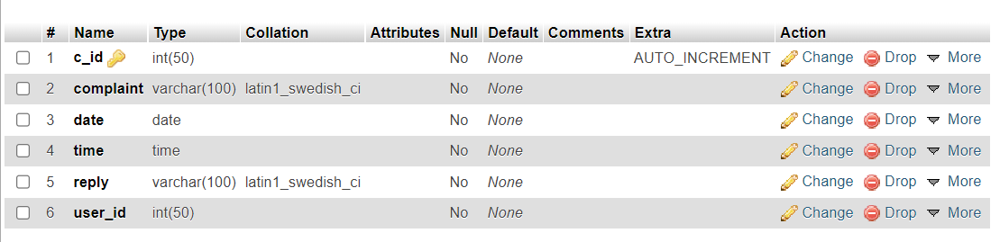 # Name Type Collation Attributes Null Default Comments Extra Action
1 c_id int(50) No None AUTO_INCREMENT Change Drop More
2 complaint varchar(100) latin1_swedish_ci No None Change Drop More
3 date date No None Change Drop More
4 time time No None Change Drop More
5 reply varchar(100) latin1_swedish_ci No None Change Drop More
6 user_id int(50) No None Change Drop More